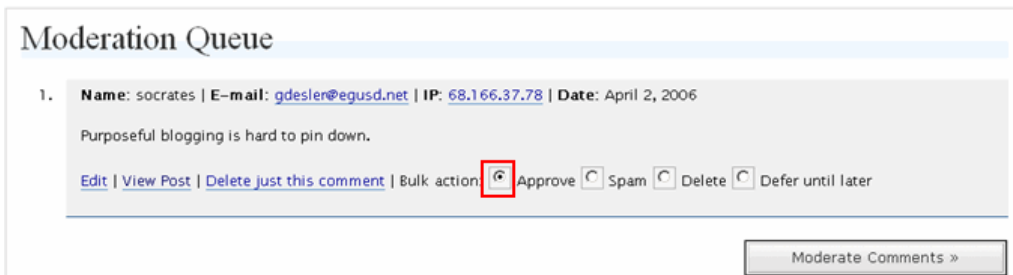 Moderation Queue
1. Name: socrates | E-mail: gdesler@egusd.net | IP: 68.166.37.78 | Date: April 2, 2006
Purposeful blogging is hard to pin down.
Edit | View Post | Delete just this comment | Bulk action: Approve Spam Delete Defer until later
Moderate Comments »